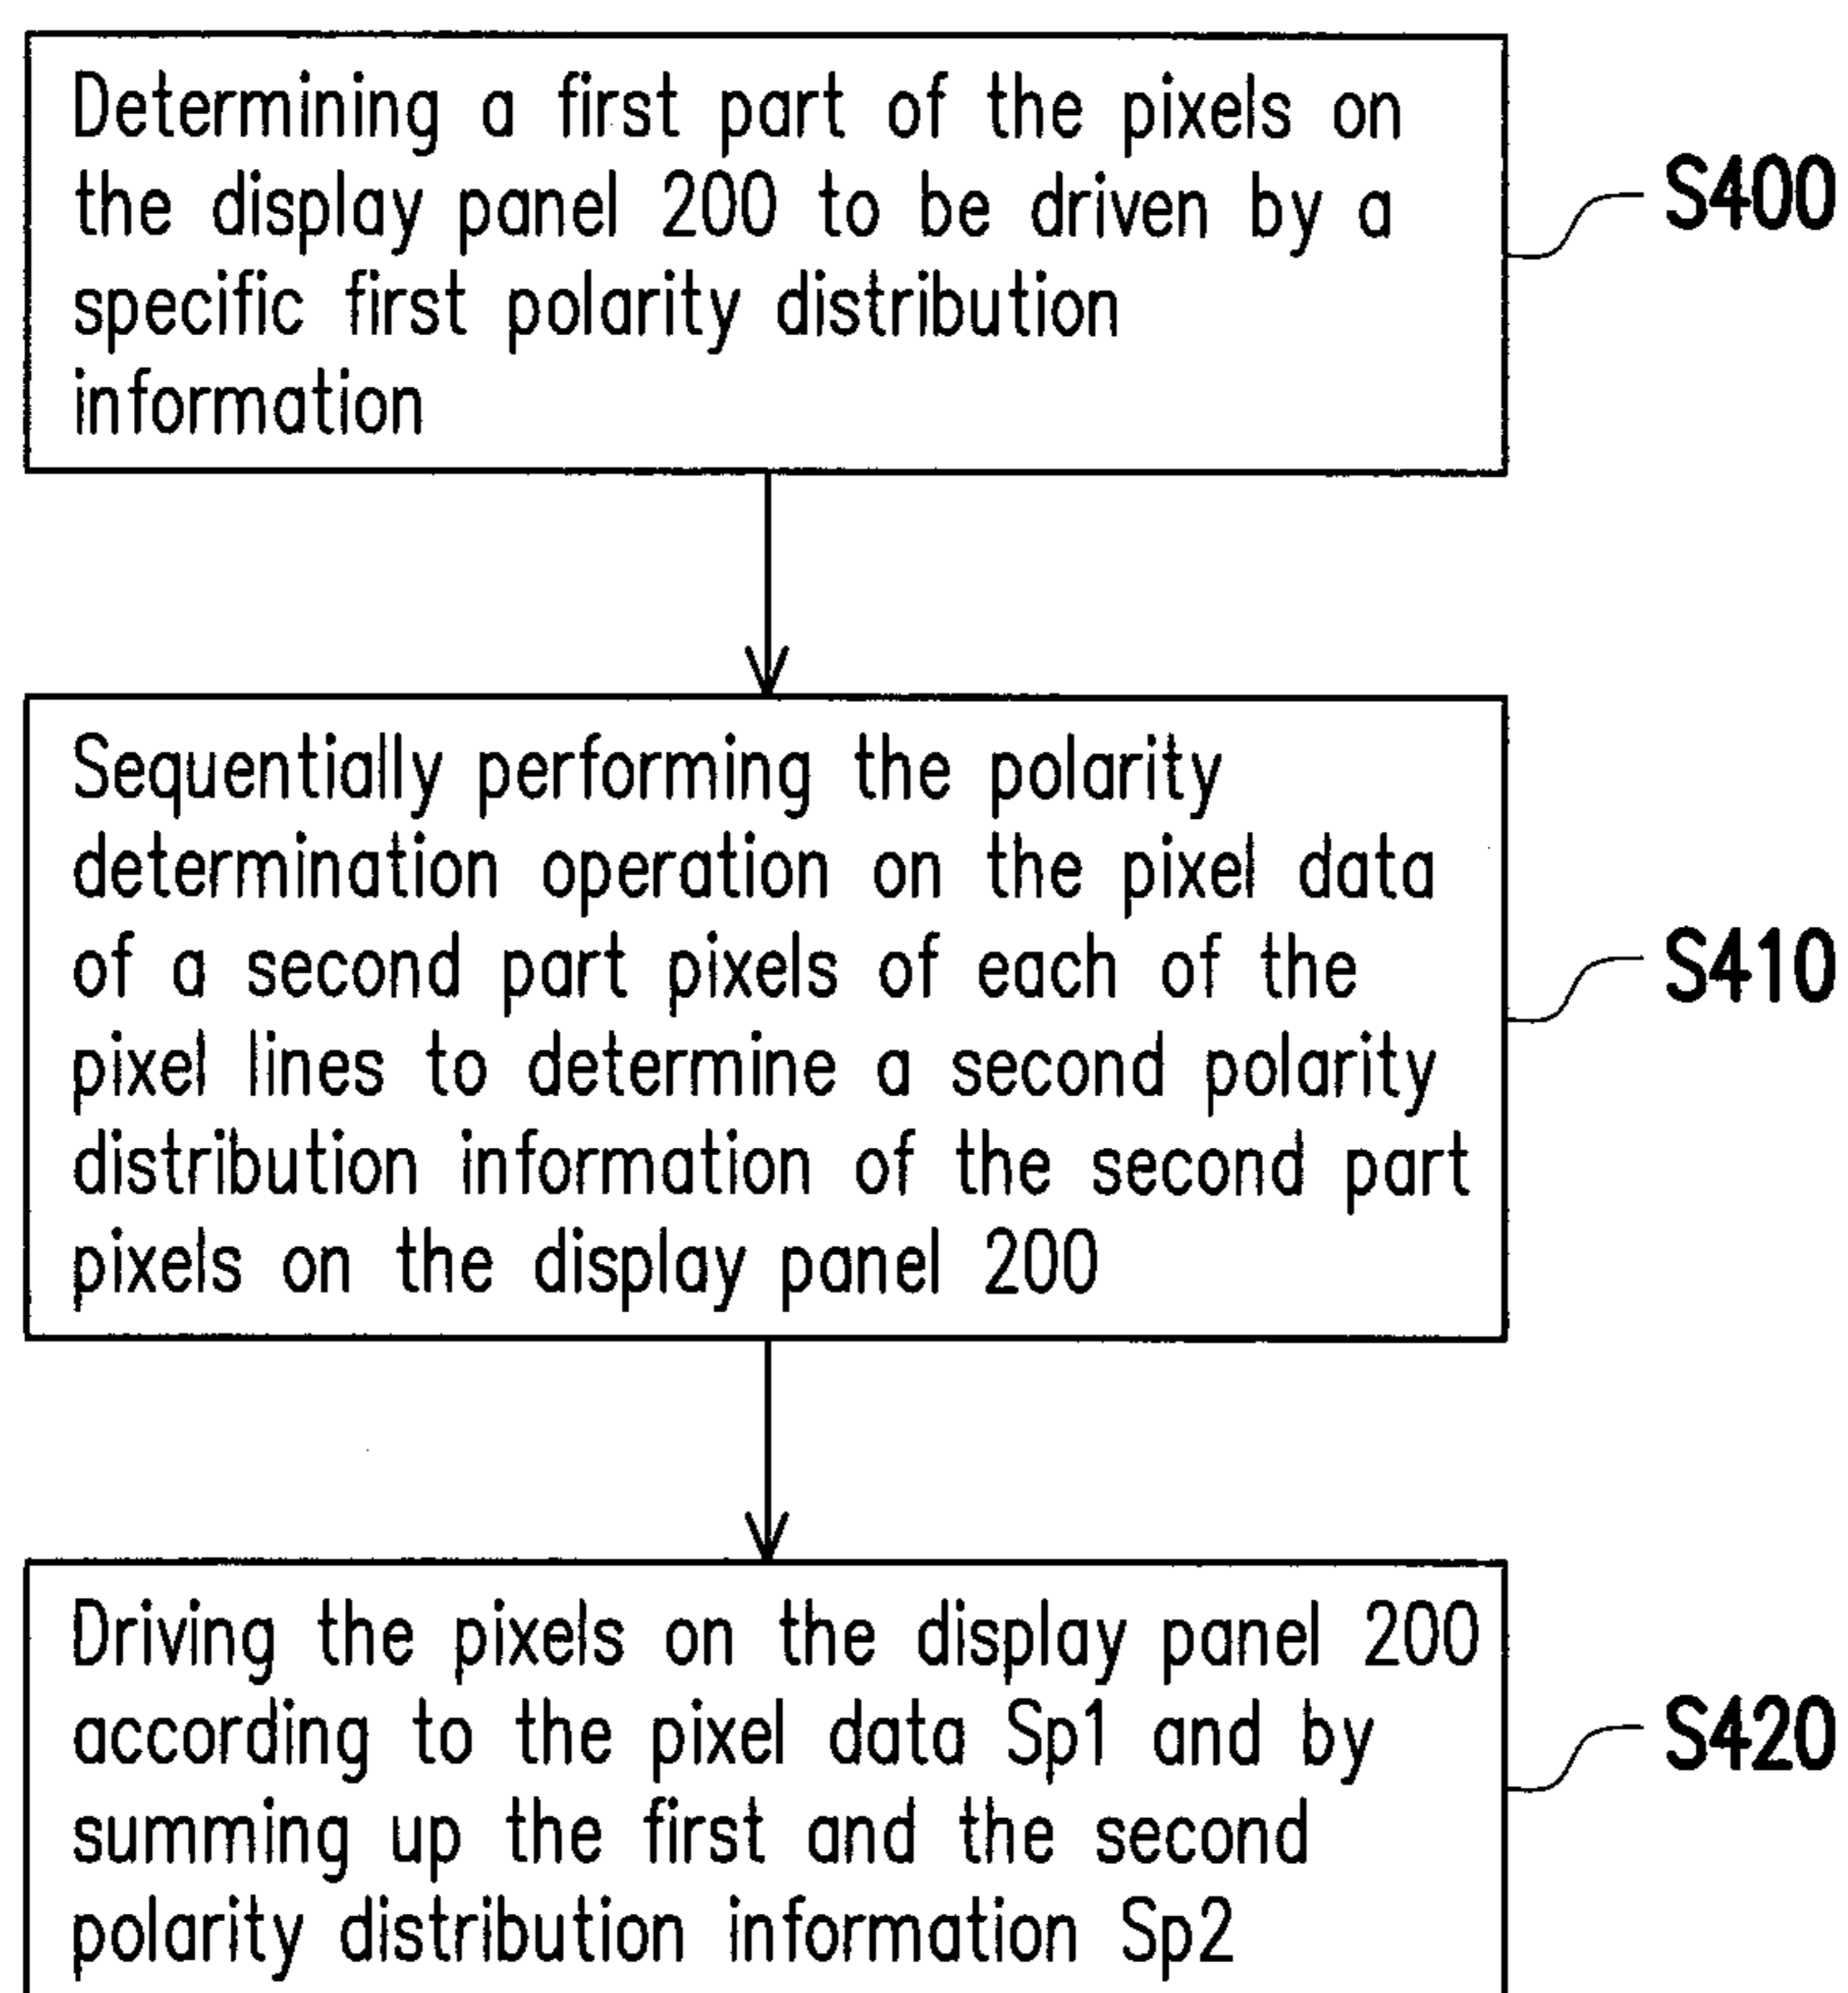 Determining a first part of the pixels on
the display panel 200 to be driven by a
specific first polarity distribution
information
S400
Sequentially performing the polarity
determination operation on the pixel data
of a second part pixels of each of the
pixel lines to determine a second polarity
distribution information of the second part
pixels on the display panel 200
S410
Driving the pixels on the display panel 200
according to the pixel data Sp1 and by
summing up the first and the second
polarity distribution information Sp2
S420